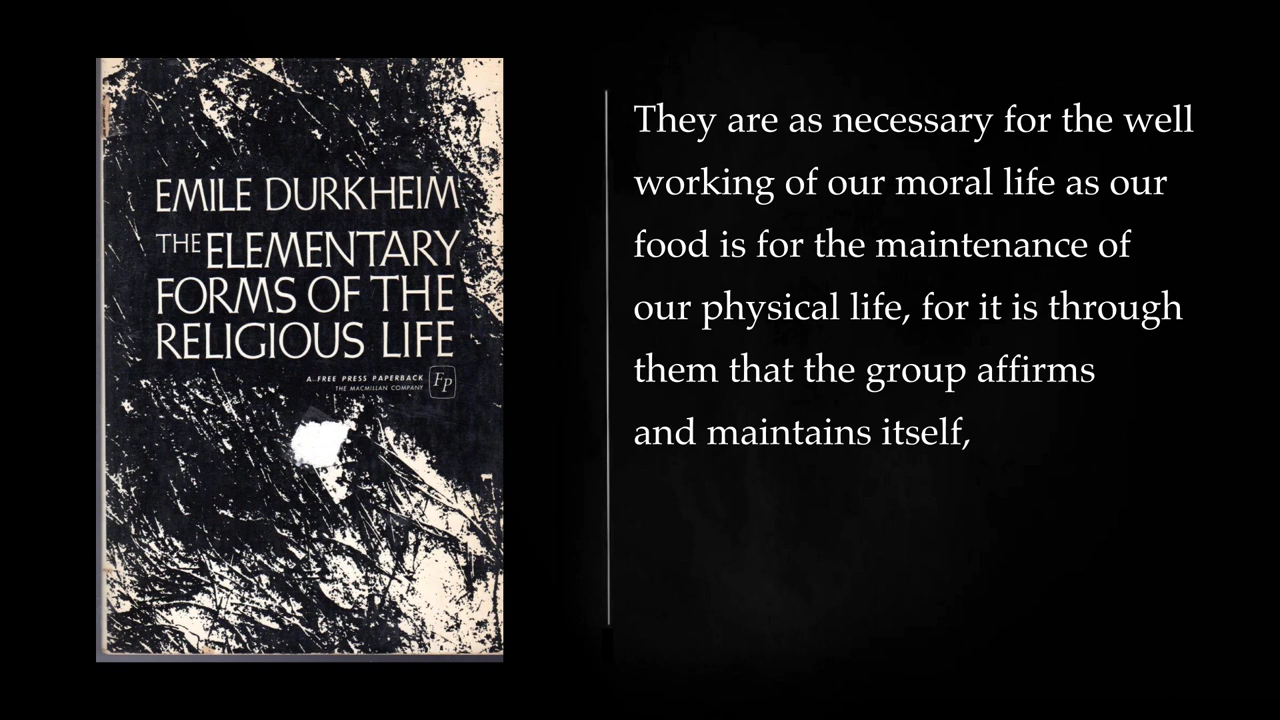 EMILE DURKHEIM
THE ELEMENTARY
FORMS OF THE
RELIGIOUS LIFE
A FREE PRESS PAPERBACK
THE MACMILLAN COMPANY
FP
They are as necessary for the well
working of our moral life as our
food is for the maintenance of
our physical life, for it is through
them that the group affirms
and maintains itself,